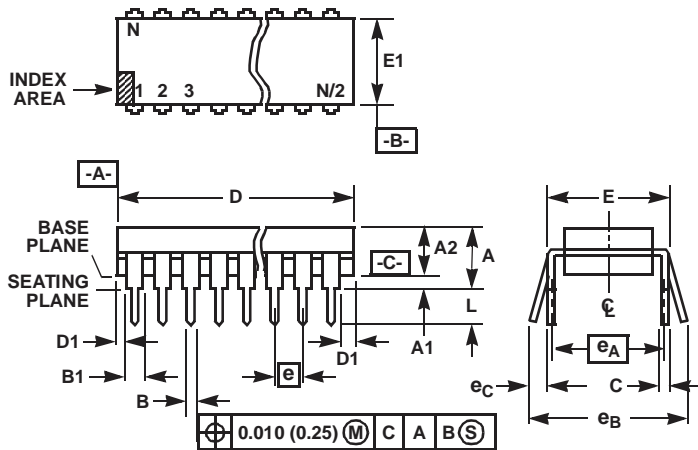 N
E1
INDEX
AREA
1 2 3 N/2
-B-
-A-
D
E
BASE
PLANE
A2
A
-C-
SEATING
PLANE
L
C
L
D1
A1
D1
eA
B1
e
eC
C
B
eB
⌖ 0.010 (0.25) Ⓜ C A B Ⓢ